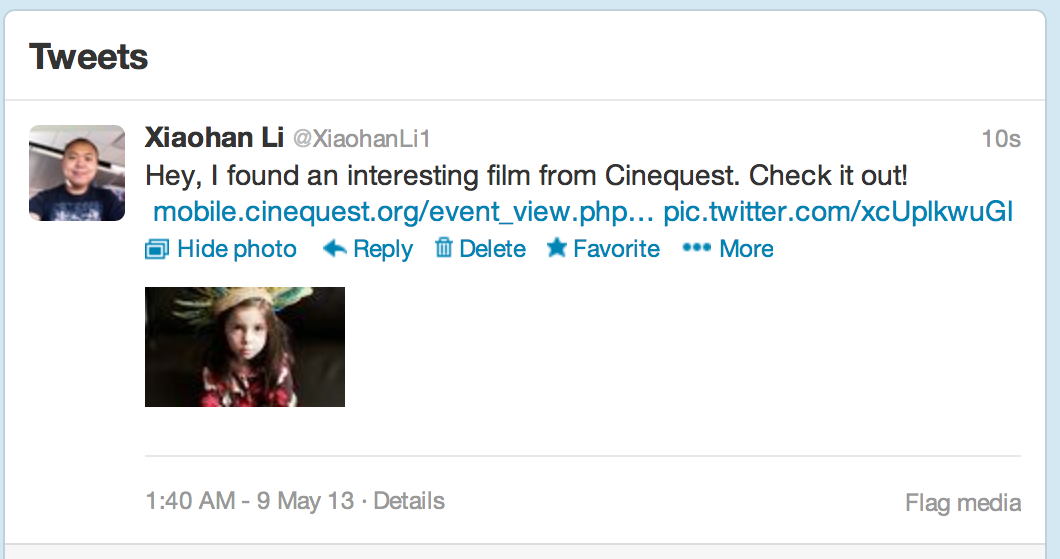 Tweets
Xiaohan Li @XiaohanLi1 10s
Hey, I found an interesting film from Cinequest. Check it out!
mobile.cinequest.org/event_view.php… pic.twitter.com/xcUplkwuGl
Hide photo Reply Delete Favorite More
1:40 AM - 9 May 13 · Details
Flag media